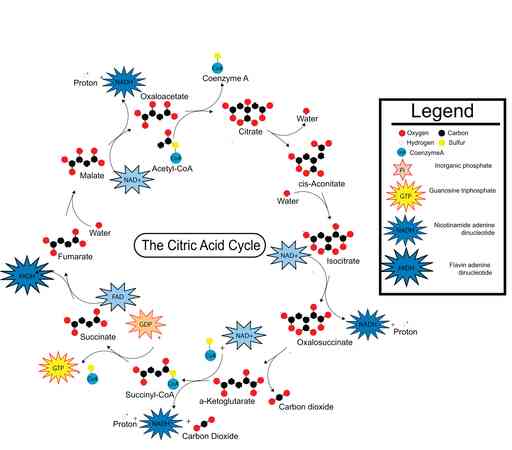 Coenzyme A
CoA
Proton
+
NADH
Oxaloacetate
Water
Citrate
Acetyl-CoA
CoA
cis-Aconitate
Malate
NAD+
Water
Water
The Citric Acid Cycle
Fumarate
NAD+
Isocitrate
FADH
FAD
GDP
Succinate
NAD+
Oxalosuccinate
NADH
+
Proton
GTP
+
CoA
CoA
+
Succinyl-CoA
CoA
a-Ketoglutarate
Carbon dioxide
Proton
+
NADH
+
Carbon Dioxide
Legend
Oxygen
Carbon
Hydrogen
Sulfur
CoA
CoenzymeA
Pi
Inorganic phosphate
GTP
Guanosine triphosphate
NADH
Nicotinamide adenine
dinucleotide
FADH
Flavin adenine
dinucleotide